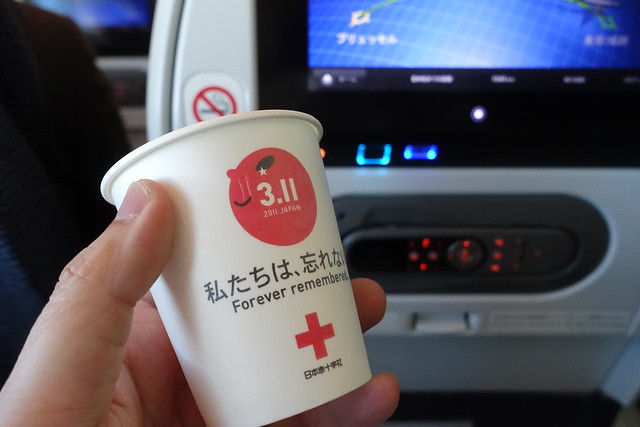 ブリュッセル
3.11
2011 JAPAN
私たちは、忘れな
Forever remembered.
日本赤十字社